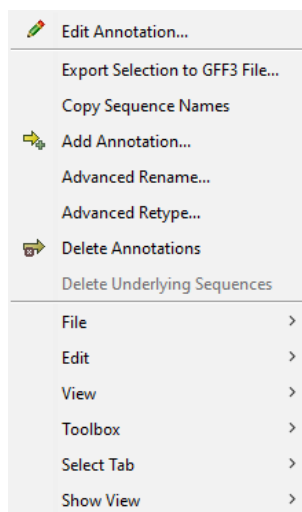 Edit Annotation...
Export Selection to GFF3 File...
Copy Sequence Names
Add Annotation...
Advanced Rename...
Advanced Retype...
Delete Annotations
Delete Underlying Sequences
File
Edit
View
Toolbox
Select Tab
Show View